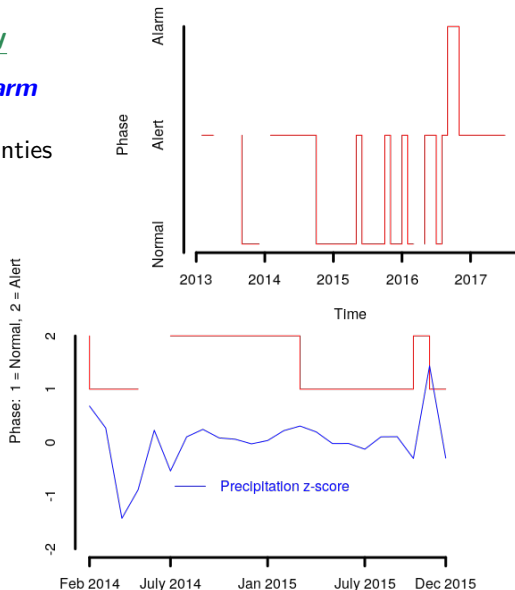 y
arm
nties
Phase
Alarm
Alert
Normal
2013 2014 2015 2016 2017
Time
Phase: 1 = Normal, 2 = Alert
2
1
0
-1
-2
Precipitation z-score
Feb 2014 July 2014 Jan 2015 July 2015 Dec 2015